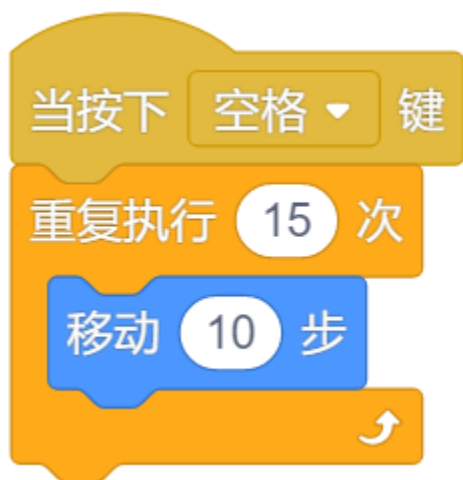 当按下 空格 键
重复执行 15 次
移动 10 步